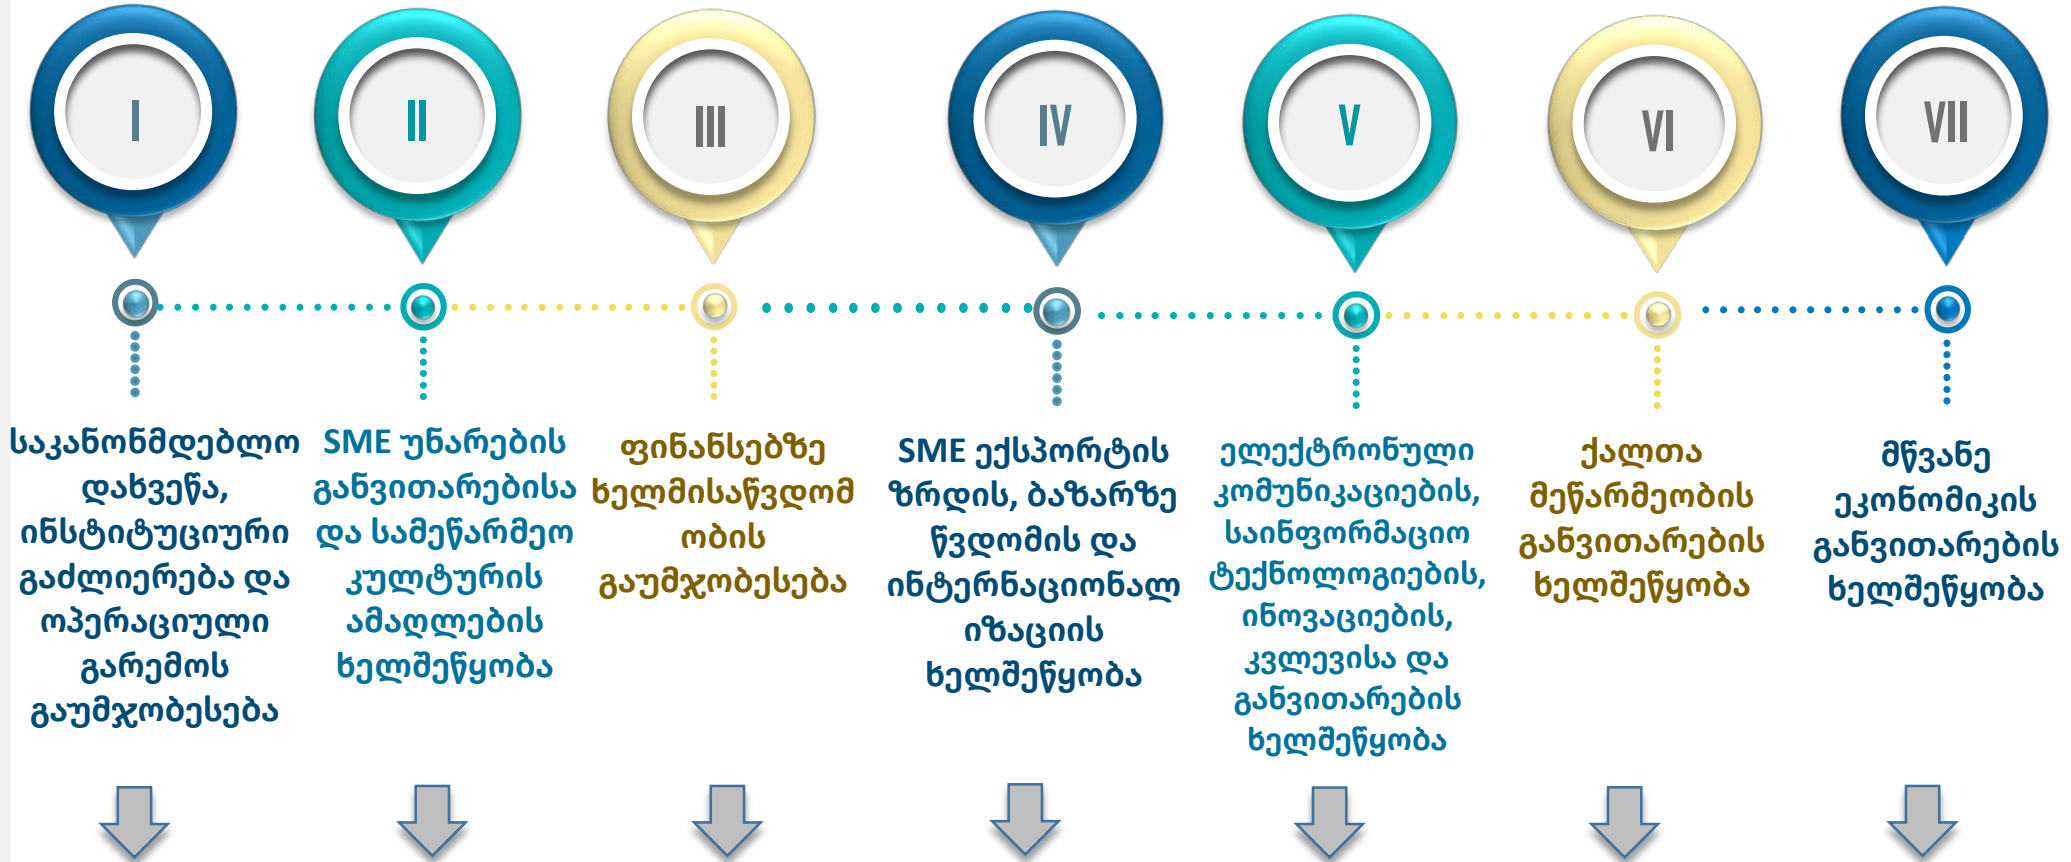 I
II
III
IV
V
VI
VII
საკანონმდებლო
დახვეწა,
ინსტიტუციური
გაძლიერება და
ოპერაციული
გარემოს
გაუმჯობესება
SME უნარების
განვითარებისა
და სამეწარმეო
კულტურის
ამაღლების
ხელშეწყობა
ფინანსებზე
ხელმისაწვდომ
ობის
გაუმჯობესება
SME ექსპორტის
ზრდის, ბაზარზე
წვდომის და
ინტერნაციონალ
იზაციის
ხელშეწყობა
ელექტრონული
კომუნიკაციების,
საინფორმაციო
ტექნოლოგიების,
ინოვაციების,
კვლევისა და
განვითარების
ხელშეწყობა
ქალთა
მეწარმეობის
განვითარების
ხელშეწყობა
მწვანე
ეკონომიკის
განვითარების
ხელშეწყობა